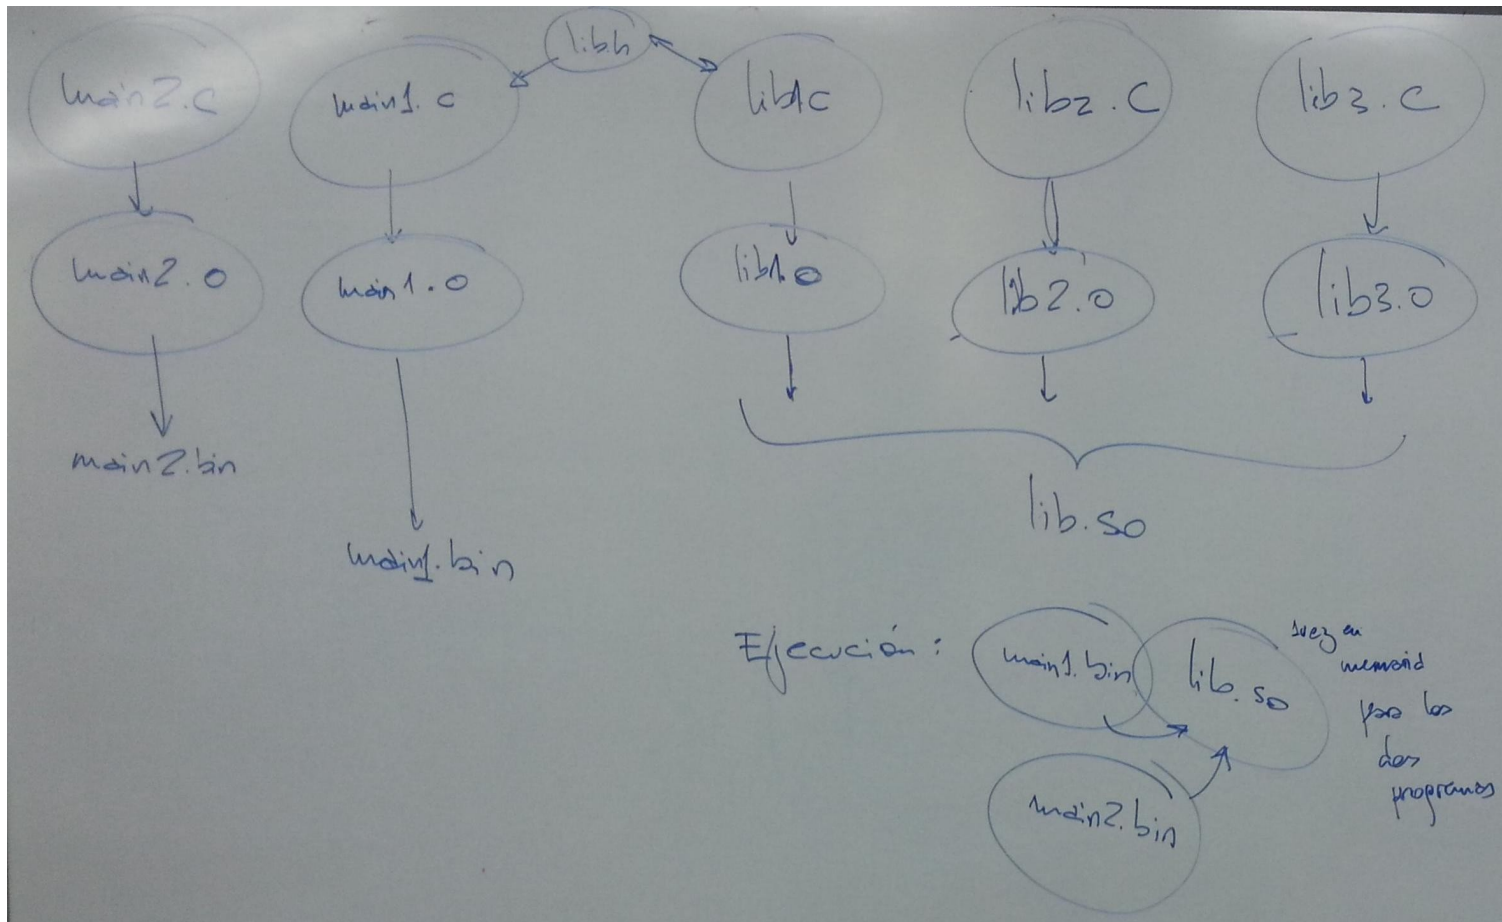 lib.h
main2.c
main1.c
lib1c
lib2.c
lib3.c
main2.o
main1.o
lib1.o
lib2.o
lib3.o
main2.bin
main1.bin
lib.so
Ejecución:
main1.bin
lib.so
1vez en
memoria
para los
dos
programas
main2.bin